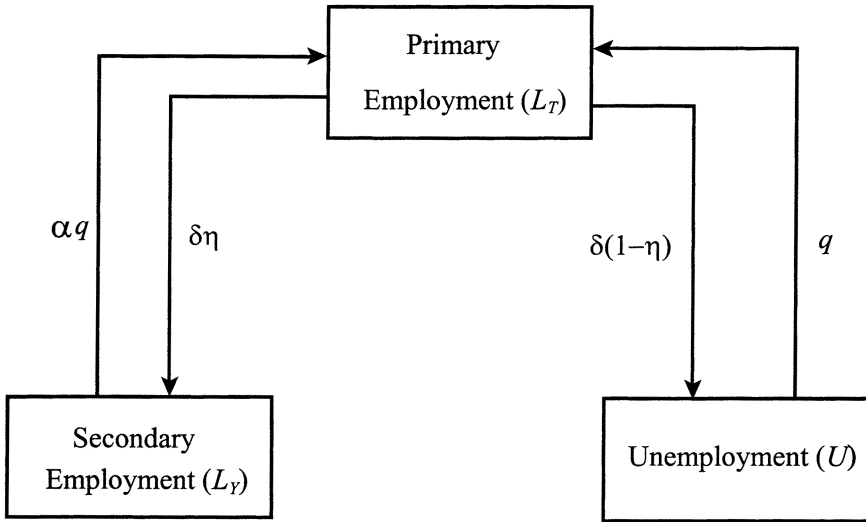 Primary
Employment (L_T)
αq
δη
δ(1−η)
q
Secondary
Employment (L_Y)
Unemployment (U)